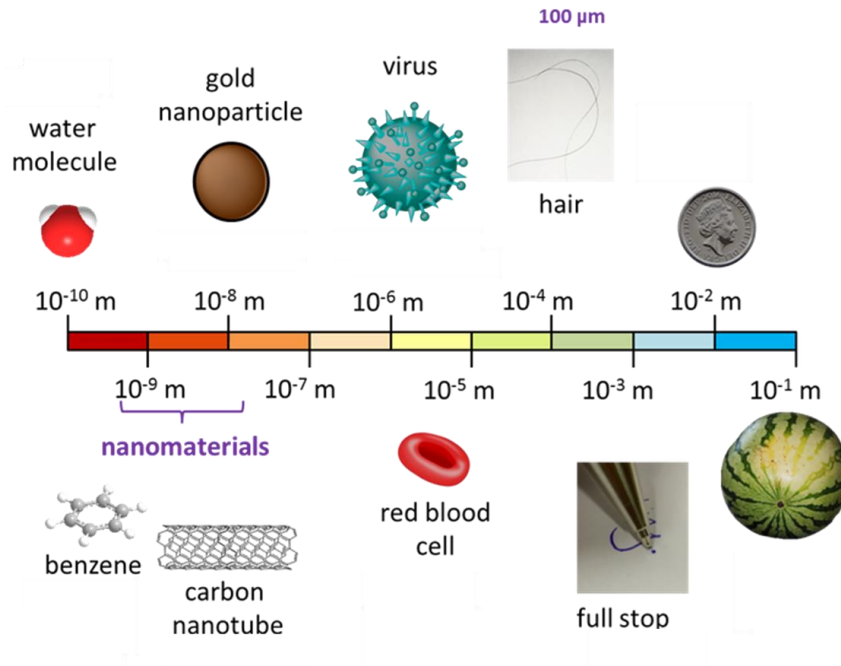 100 µm
virus
gold
nanoparticle
water
molecule
hair
10-10 m
10-8 m
10-6 m
10-4 m
10-2 m
10-9 m
10-7 m
10-5 m
10-3 m
10-1 m
nanomaterials
benzene
carbon
nanotube
red blood
cell
full stop